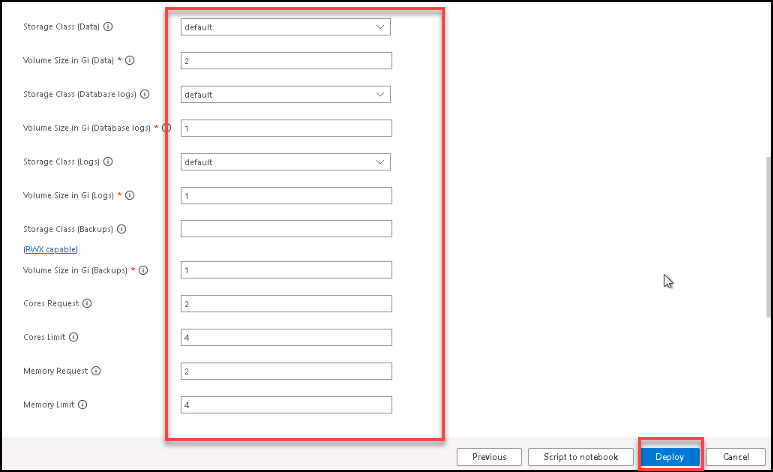 Storage Class (Data)
default
Volume Size in Gi (Data) *
2
Storage Class (Database logs)
default
Volume Size in Gi (Database logs) *
1
Storage Class (Logs)
default
Volume Size in Gi (Logs) *
1
Storage Class (Backups)
(RWX capable)
Volume Size in Gi (Backups) *
1
Cores Request
2
Cores Limit
4
Memory Request
2
Memory Limit
4
Previous
Script to notebook
Deploy
Cancel